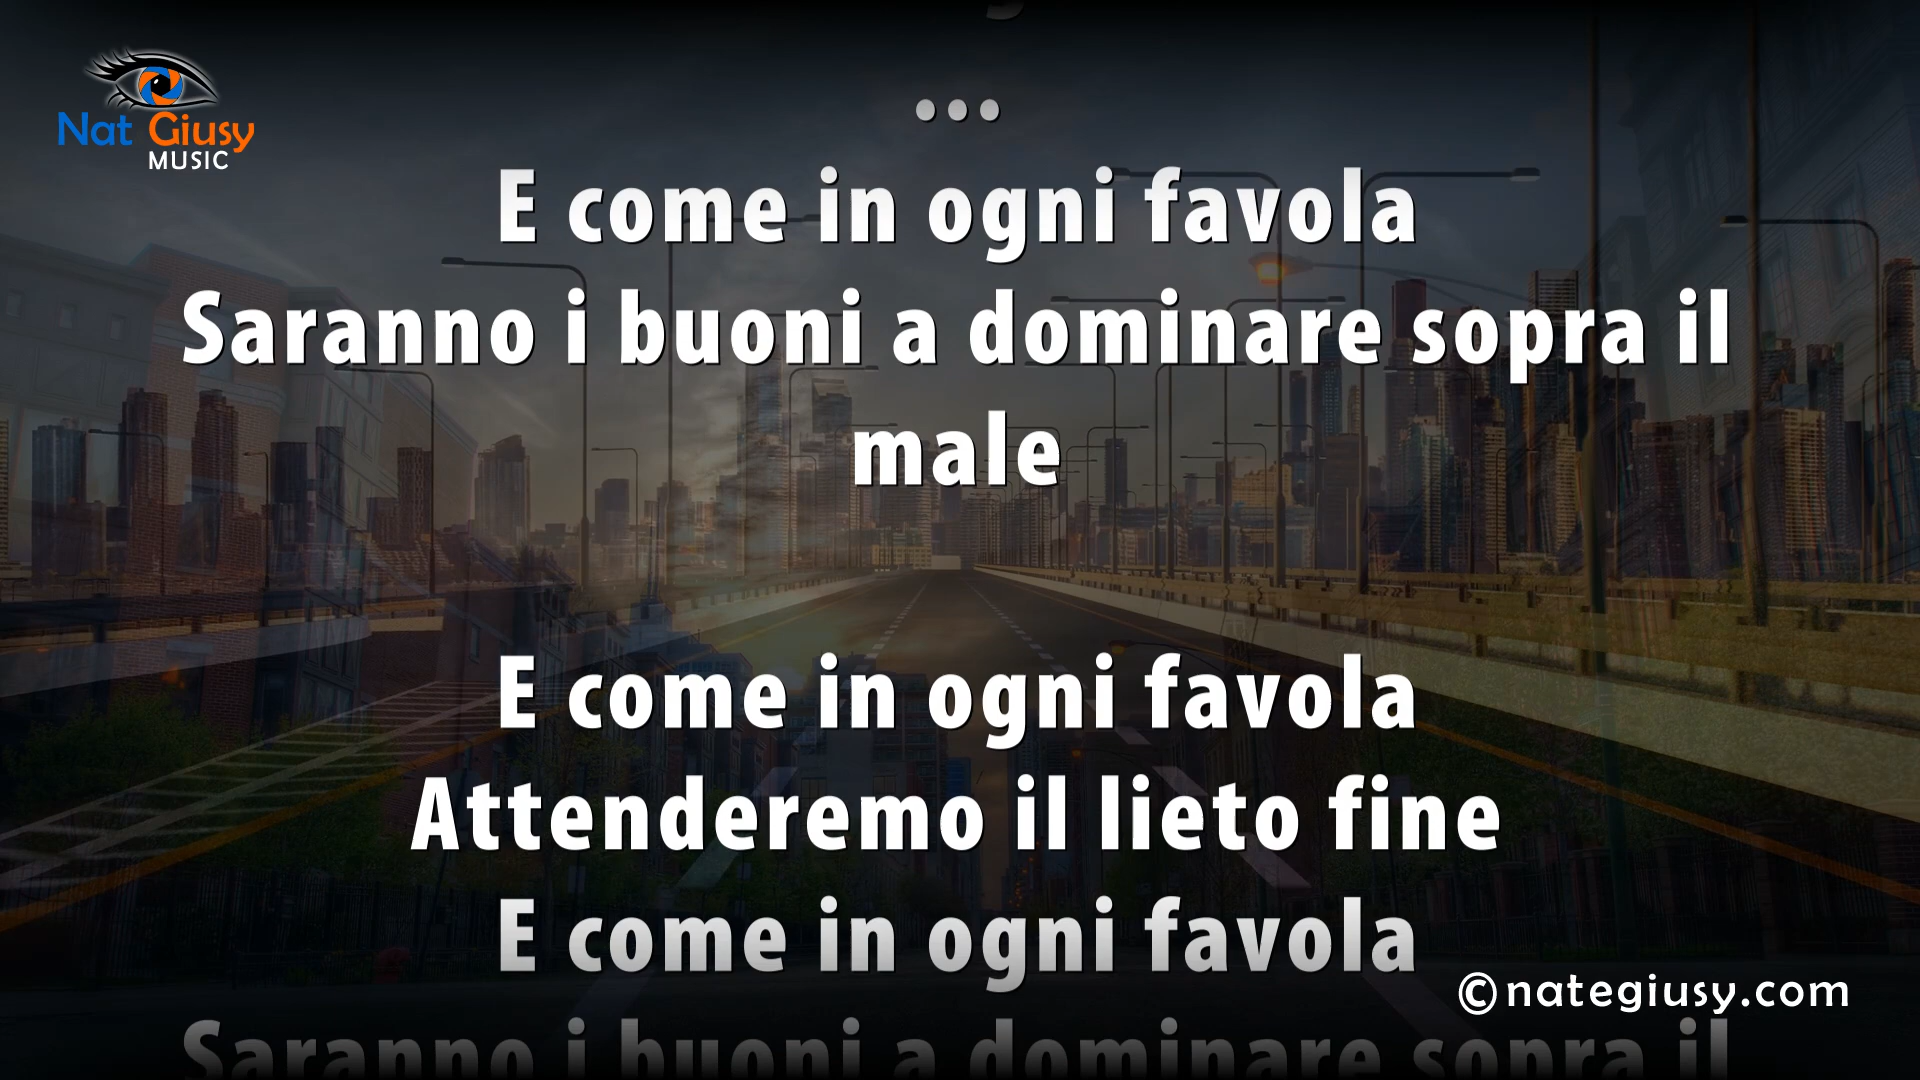 Nat Giusy
MUSIC
...
E come in ogni favola
Saranno i buoni a dominare sopra il
male
E come in ogni favola
Attenderemo il lieto fine
E come in ogni favola
©nategiusy.com
Saranno i buoni a dominare sopra il